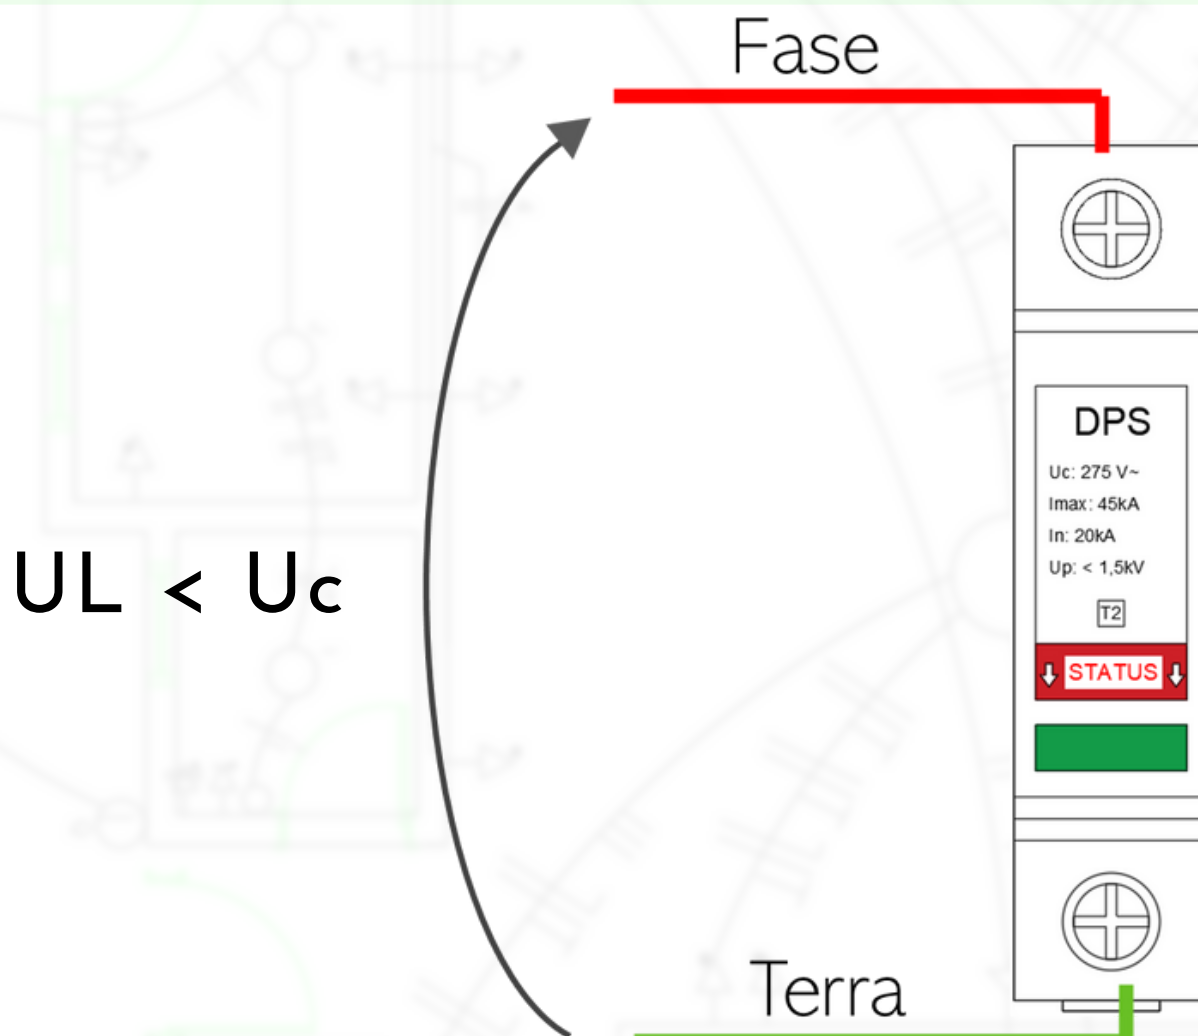 Fase
DPS
Uc: 275 V~
Imax: 45kA
In: 20kA
Up: < 1,5kV
T2
STATUS
UL < Uc
Terra